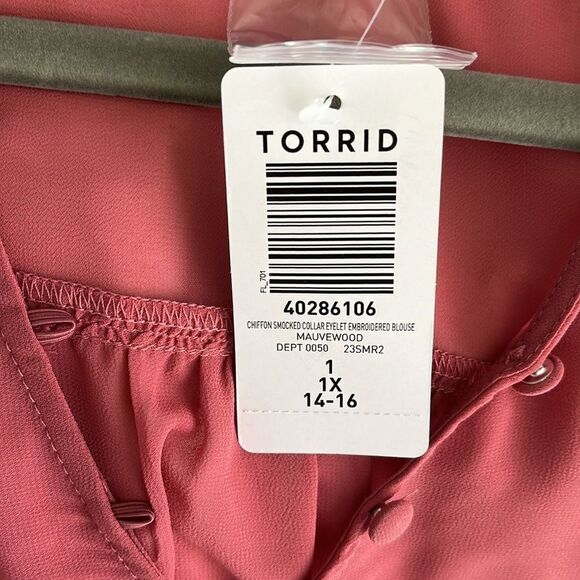 TORRID
FL_701
40286106
CHIFFON SMOCKED COLLAR EYELET EMBROIDERED BLOUSE
MAUVEWOOD
DEPT 0050 23SMR2
1
1X
14-16